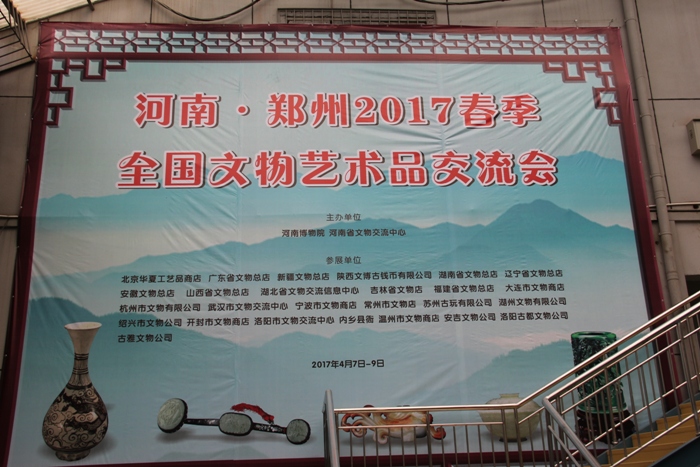 河南·郑州2017春季
全国文物艺术品交流会
主办单位
河南博物院 河南省文物交流中心
参展单位
北京华夏工艺品商店 广东省文物总店 新疆文物总店 陕西文博古钱币有限公司 湖南省文物总店 辽宁省文物总店
安徽文物总店 山西省文物总店 湖北省文物交流信息中心 吉林省文物店 福建省文物总店 大连市文物商店
杭州市文物有限公司 武汉市文物交流中心 宁波市文物商店 常州市文物店 苏州古玩有限公司 湖州文物有限公司
绍兴市文物公司 开封市文物商店 洛阳市文物交流中心 内乡县衙 温州市文物商店 安吉文物公司 洛阳古都文物公司
古雅文物公司
2017年4月7日-9日